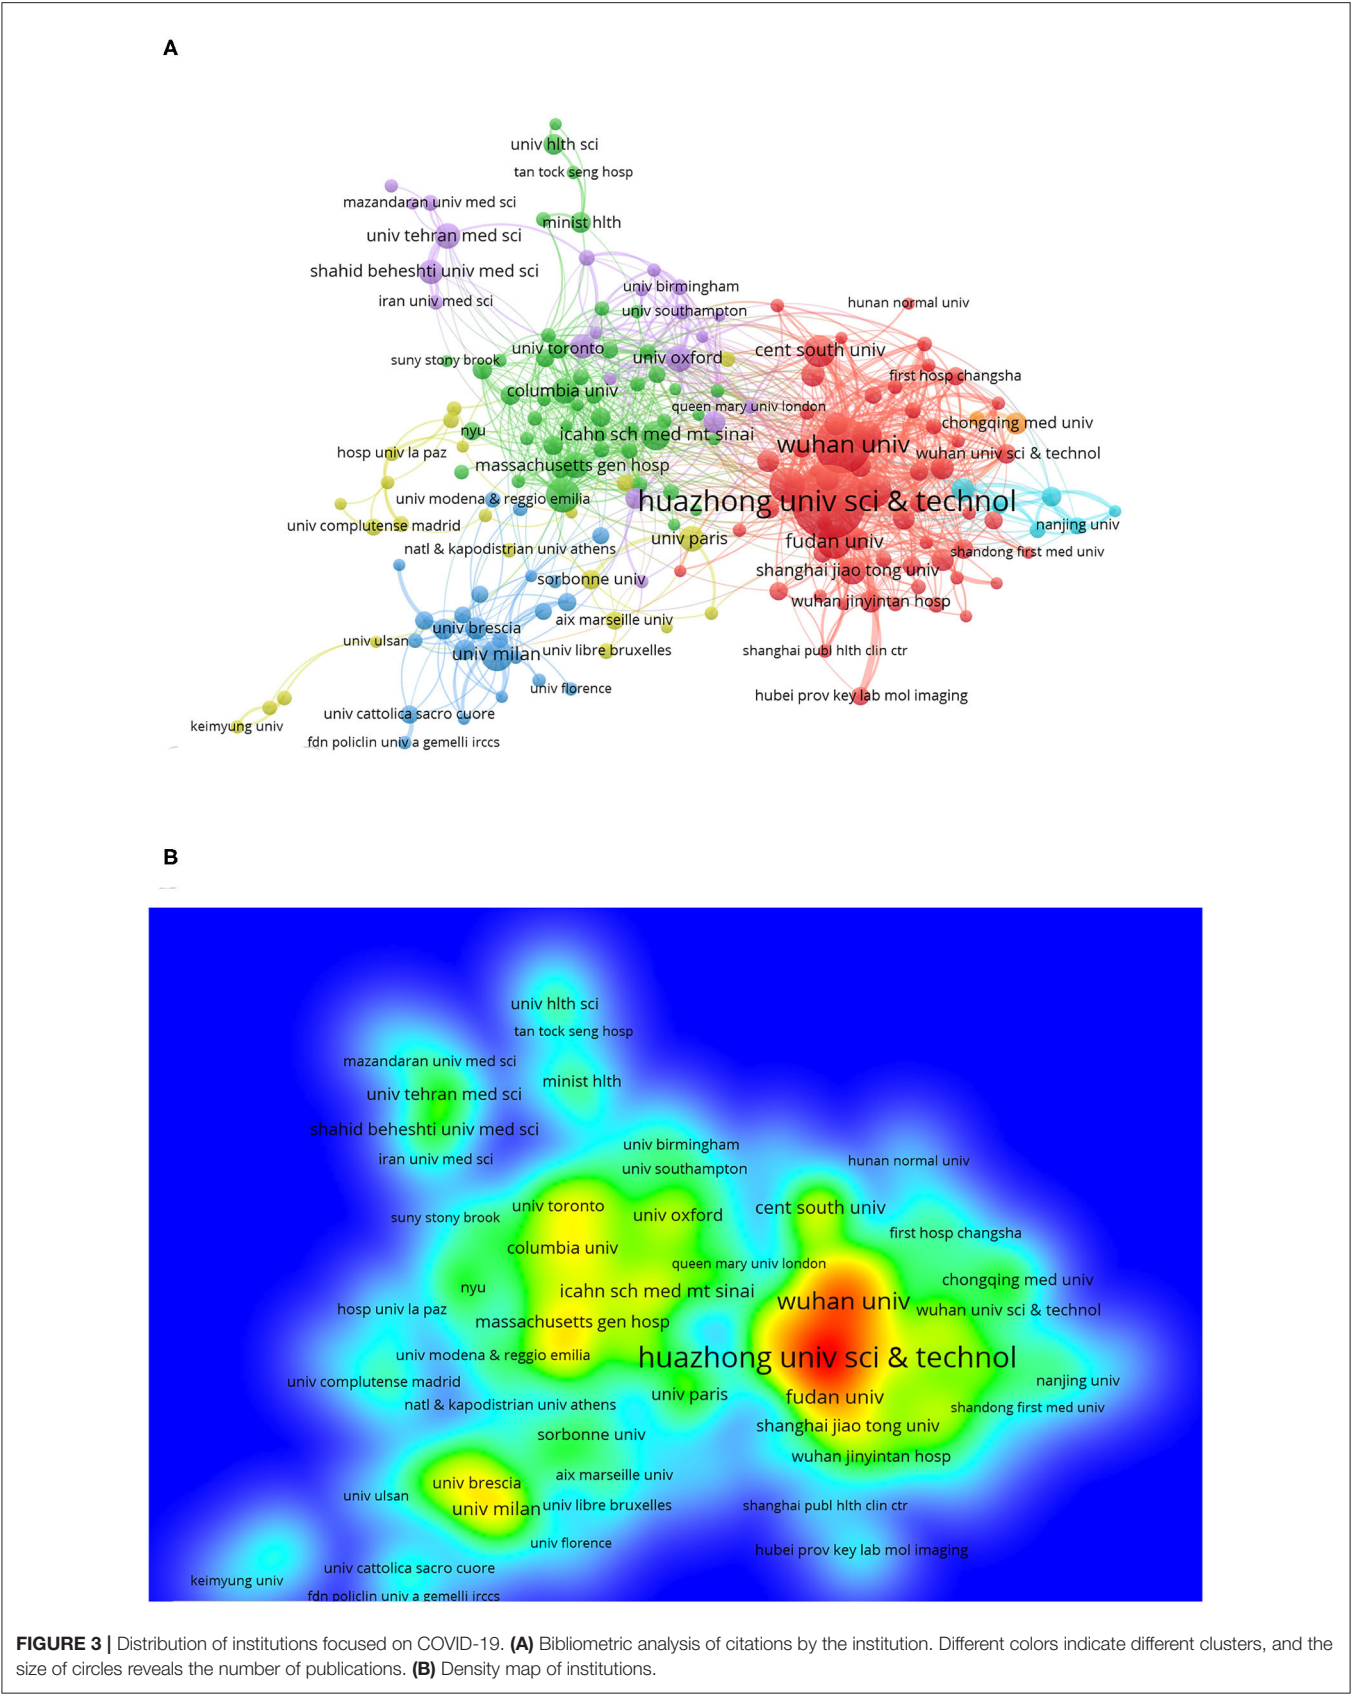 A
univ hlth sci
tan tock seng hosp
mazandaran univ med sci
minist hlth
univ tehran med sci
shahid beheshti univ med sci
univ birmingham
iran univ med sci
hunan normal univ
univ southampton
univ toronto
cent south univ
suny stony brook
univ oxford
first hosp changsha
columbia univ
queen mary univ london
chongqing med univ
nyu
icahn sch med mt sinai
wuhan univ
hosp univ la paz
wuhan univ sci & technol
massachusetts gen hosp
univ modena & reggio emilia
huazhong univ sci & technol
univ complutense madrid
nanjing univ
univ paris
fudan univ
natl & kapodistrian univ athens
shandong first med univ
sorbonne univ
shanghai jiao tong univ
wuhan jinyintan hosp
aix marseille univ
univ brescia
univ ulsan
univ milan
univ libre bruxelles
shanghai publ hlth clin ctr
univ florence
hubei prov key lab mol imaging
univ cattolica sacro cuore
keimyung univ
fdn policlin univ a gemelli irccs
B
univ hlth sci
tan tock seng hosp
mazandaran univ med sci
minist hlth
univ tehran med sci
shahid beheshti univ med sci
univ birmingham
iran univ med sci
hunan normal univ
univ southampton
univ toronto
cent south univ
univ oxford
suny stony brook
first hosp changsha
columbia univ
queen mary univ london
chongqing med univ
nyu
icahn sch med mt sinai
wuhan univ
hosp univ la paz
wuhan univ sci & technol
massachusetts gen hosp
univ modena & reggio emilia
huazhong univ sci & technol
univ complutense madrid
nanjing univ
univ paris
fudan univ
natl & kapodistrian univ athens
shandong first med univ
shanghai jiao tong univ
sorbonne univ
wuhan jinyintan hosp
aix marseille univ
univ brescia
univ ulsan
univ milan
univ libre bruxelles
shanghai publ hlth clin ctr
univ florence
hubei prov key lab mol imaging
univ cattolica sacro cuore
keimyung univ
fdn policlin univ a gemelli irccs
FIGURE 3 | Distribution of institutions focused on COVID-19. (A) Bibliometric analysis of citations by the institution. Different colors indicate different clusters, and the
size of circles reveals the number of publications. (B) Density map of institutions.